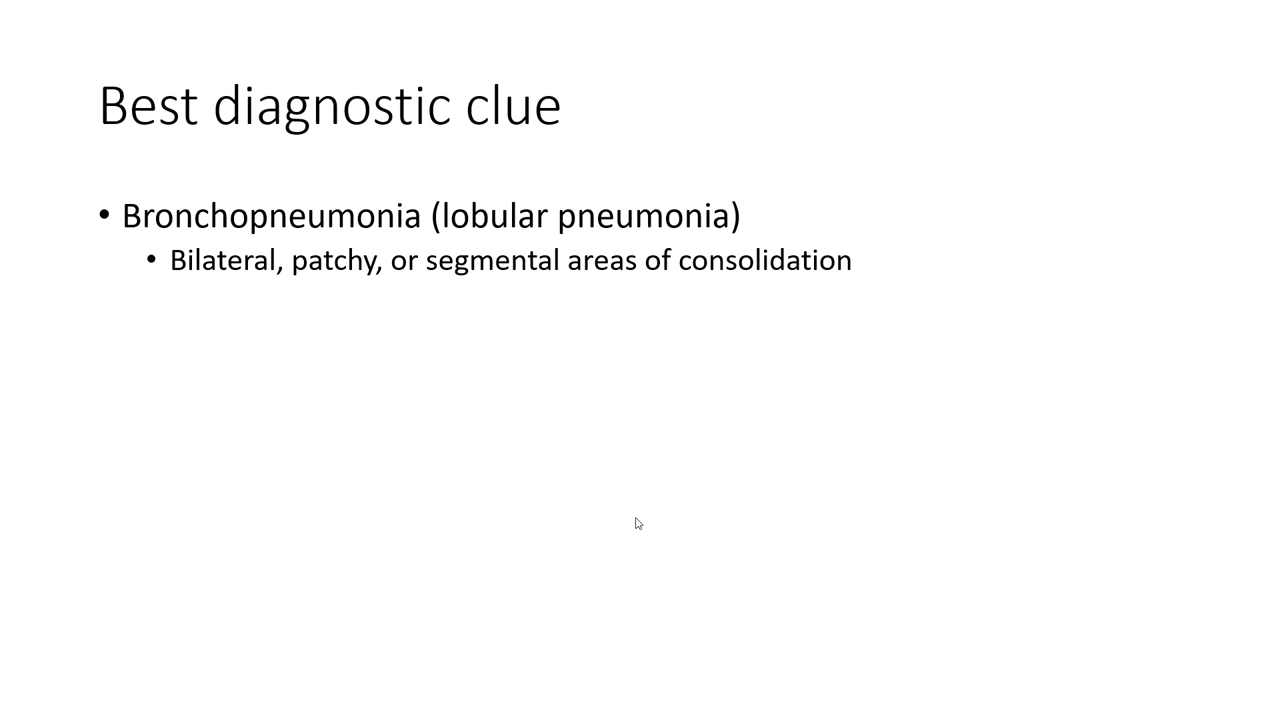 Best diagnostic clue
• Bronchopneumonia (lobular pneumonia)
• Bilateral, patchy, or segmental areas of consolidation